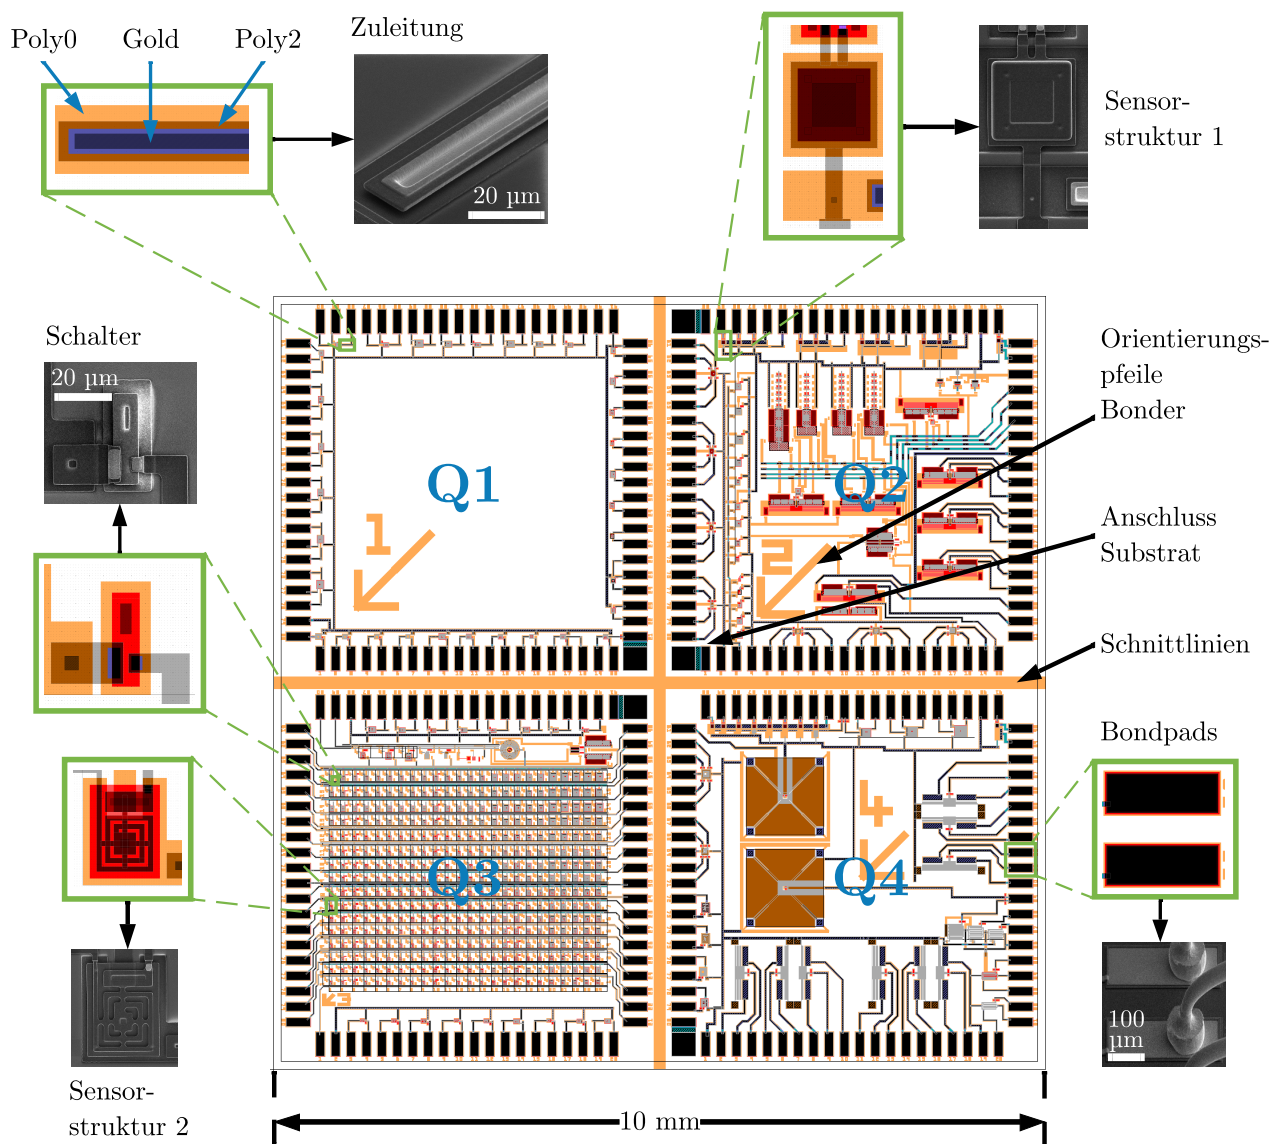 Poly0
Gold
Poly2
Zuleitung
20 µm
Sensor-
struktur 1
Schalter
20 µm
Orientierungs-
pfeile
Bonder
Q1
Q2
1
2
Anschluss
Substrat
Schnittlinien
Bondpads
Q3
Q4
3
4
100
µm
Sensor-
struktur 2
10 mm